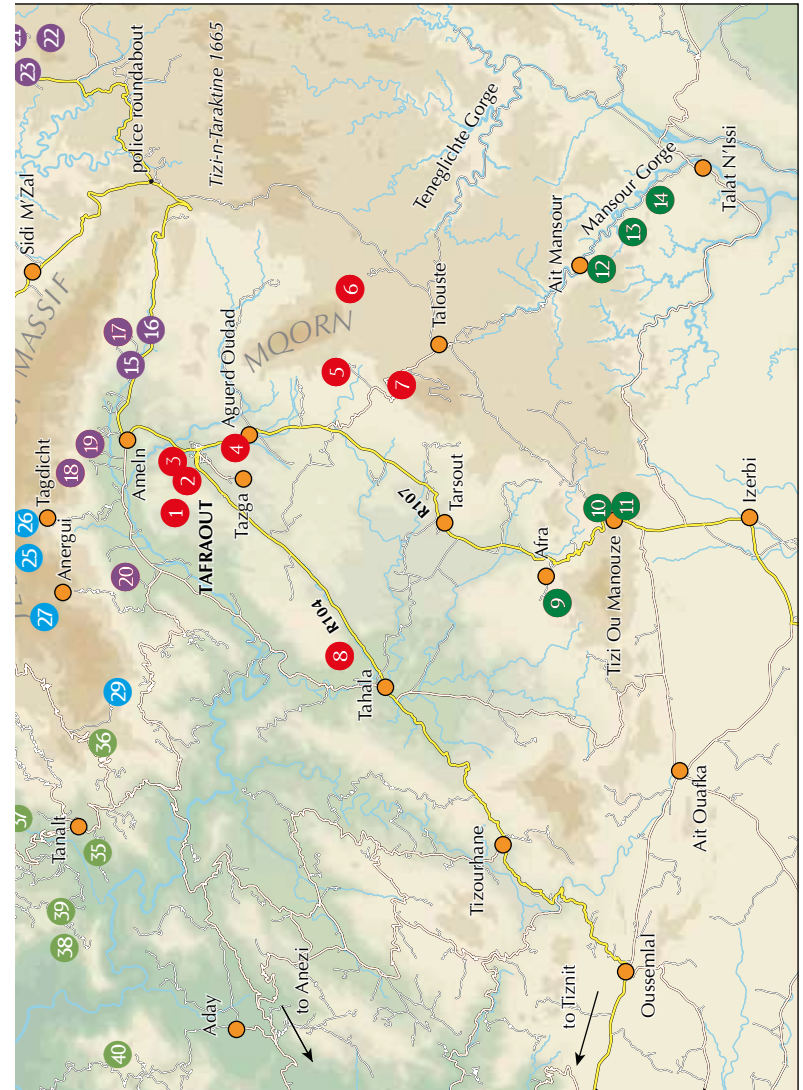 40
38
39
35
Tanalt
37
36
29
27
Anergui
25
26
Tagdicht
20
18
19
MASSIF
Sidi M'Zal
23
21
22
police roundabout
Tizi-n-Taraktine 1665
Ameln
15
17
16
1
2
3
TAFRAOUT
Tazga
4
Aguerd Oudad
MQORN
5
6
7
Aday
to Anezi
R104
8
Tahala
R107
Tarsout
Talouste
Teneglichte Gorge
Tizourhane
9
Afra
10
11
Tizi Ou Manouze
Ait Mansour
12
13
14
Mansour Gorge
Talat N'Issi
to Tiznit
Oussemlal
Ait Ouafka
Izerbi